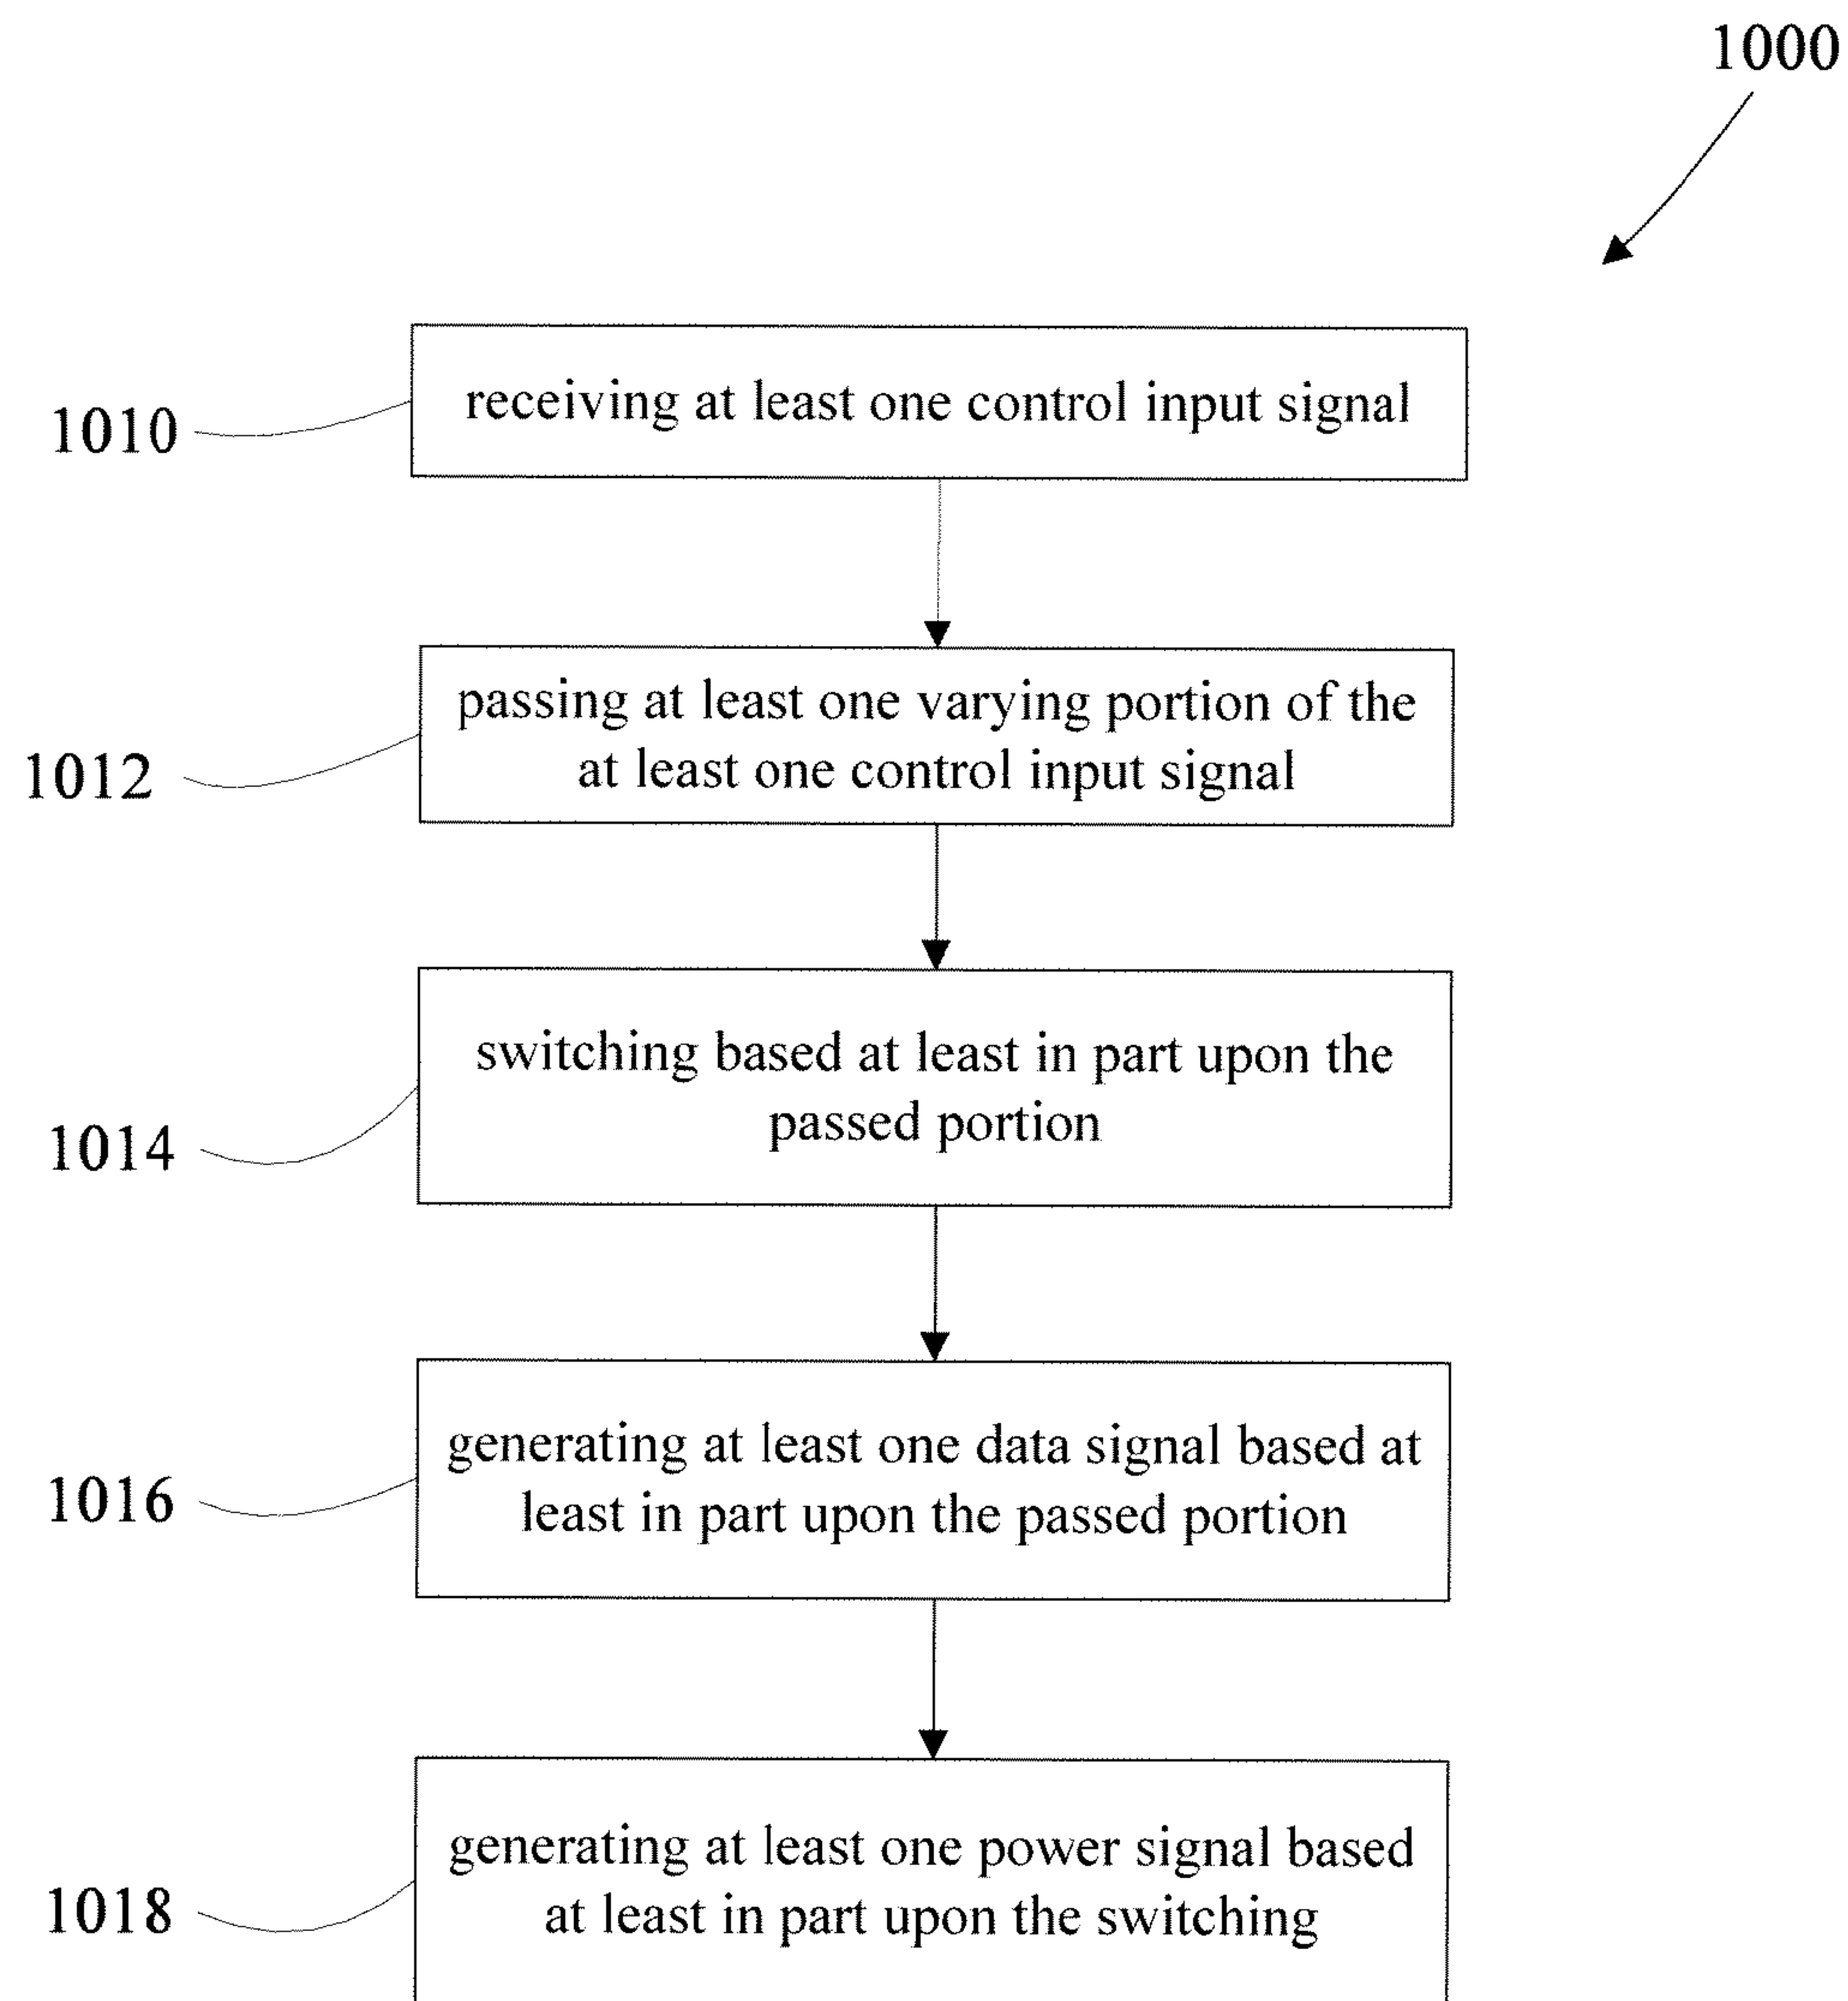 1000
1010
receiving at least one control input signal
1012
passing at least one varying portion of the
at least one control input signal
1014
switching based at least in part upon the
passed portion
1016
generating at least one data signal based at
least in part upon the passed portion
1018
generating at least one power signal based
at least in part upon the switching